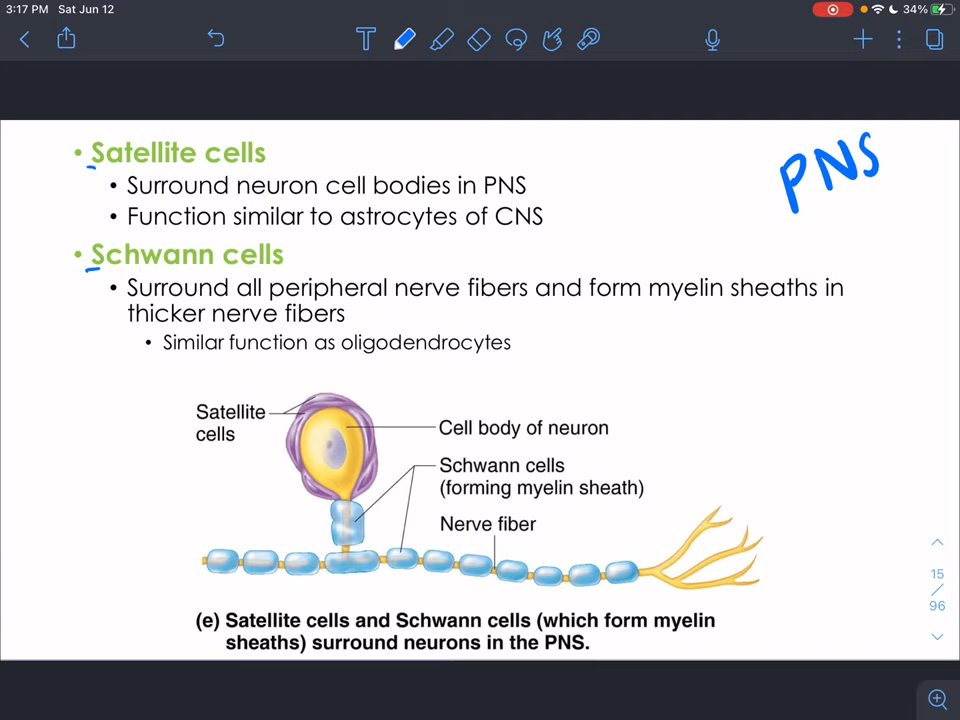 3:17 PM Sat Jun 12
34%
T
• Satellite cells
PNS
• Surround neuron cell bodies in PNS
• Function similar to astrocytes of CNS
• Schwann cells
• Surround all peripheral nerve fibers and form myelin sheaths in
thicker nerve fibers
• Similar function as oligodendrocytes
Satellite
cells
Cell body of neuron
Schwann cells
(forming myelin sheath)
Nerve fiber
15
/
96
(e) Satellite cells and Schwann cells (which form myelin
sheaths) surround neurons in the PNS.